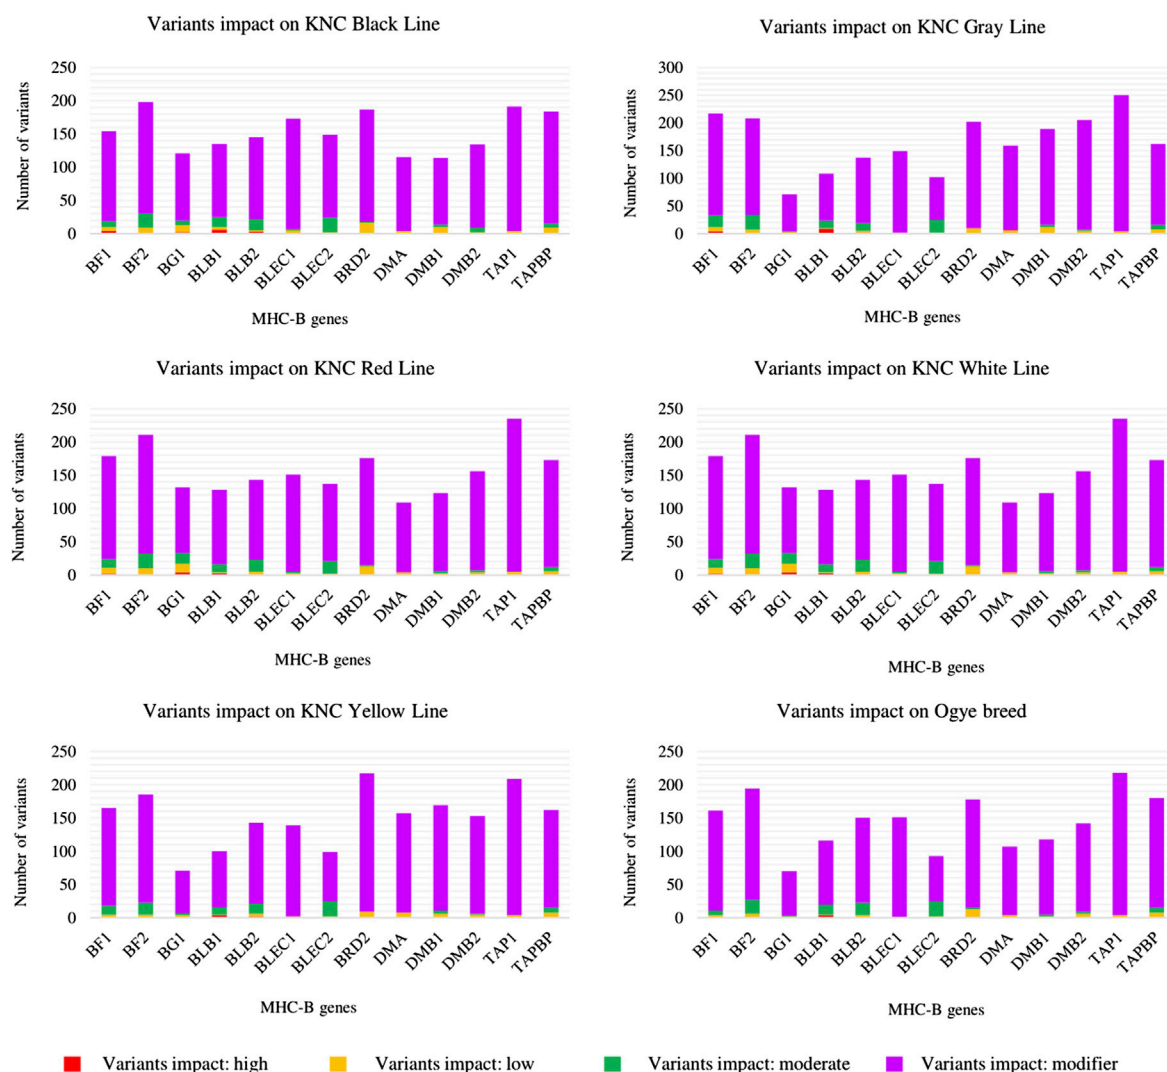 Variants impact on KNC Black Line
Number of variants
250
200
150
100
50
0
BF1 BF2 BG1 BLB1 BLB2 BLEC1 BLEC2 BRD2 DMA DMB1 DMB2 TAP1 TAPBP
MHC-B genes
Variants impact on KNC Gray Line
Number of variants
300
250
200
150
100
50
0
BF1 BF2 BG1 BLB1 BLB2 BLEC1 BLEC2 BRD2 DMA DMB1 DMB2 TAP1 TAPBP
MHC-B genes
Variants impact on KNC Red Line
Number of variants
250
200
150
100
50
0
BF1 BF2 BG1 BLB1 BLB2 BLEC1 BLEC2 BRD2 DMA DMB1 DMB2 TAP1 TAPBP
MHC-B genes
Variants impact on KNC White Line
Number of variants
250
200
150
100
50
0
BF1 BF2 BG1 BLB1 BLB2 BLEC1 BLEC2 BRD2 DMA DMB1 DMB2 TAP1 TAPBP
MHC-B genes
Variants impact on KNC Yellow Line
Number of variants
250
200
150
100
50
0
BF1 BF2 BG1 BLB1 BLB2 BLEC1 BLEC2 BRD2 DMA DMB1 DMB2 TAP1 TAPBP
MHC-B genes
Variants impact on Ogye breed
Number of variants
250
200
150
100
50
0
BF1 BF2 BG1 BLB1 BLB2 BLEC1 BLEC2 BRD2 DMA DMB1 DMB2 TAP1 TAPBP
MHC-B genes
Variants impact: high
Variants impact: low
Variants impact: moderate
Variants impact: modifier